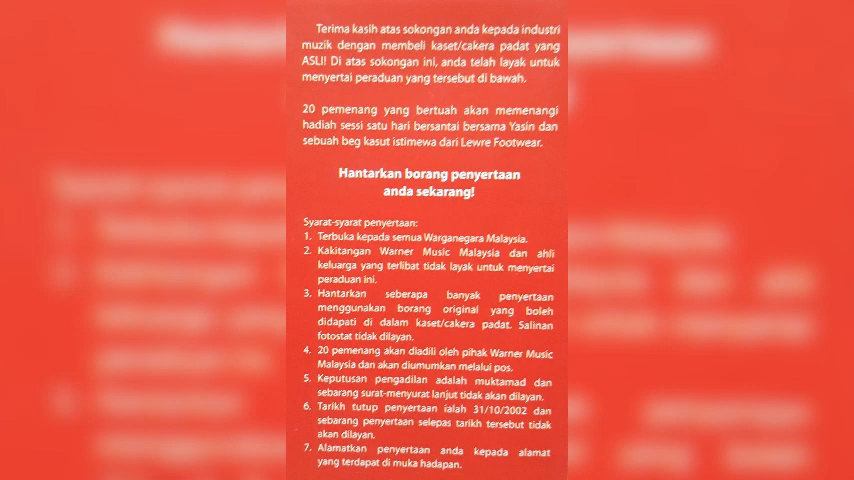 Terima kasih atas sokongan anda kepada industri
muzik dengan membeli kaset/cakera padat yang
ASLI! Di atas sokongan ini, anda telah layak untuk
menyertai peraduan yang tersebut di bawah.
20 pemenang yang bertuah akan memenangi
hadiah sessi satu hari bersantai bersama Yasin dan
sebuah beg kasut istimewa dari Lewre Footwear.
Hantarkan borang penyertaan
anda sekarang!
Syarat-syarat penyertaan:
1. Terbuka kepada semua Warganegara Malaysia.
2. Kakitangan Warner Music Malaysia dan ahli
keluarga yang terlibat tidak layak untuk menyertai
peraduan ini.
3. Hantarkan seberapa banyak penyertaan
menggunakan borang original yang boleh
didapati di dalam kaset/cakera padat. Salinan
fotostat tidak dilayan.
4. 20 pemenang akan diadili oleh pihak Warner Music
Malaysia dan akan diumumkan melalui pos.
5. Keputusan pengadilan adalah muktamad dan
sebarang surat-menyurat lanjut tidak akan dilayan.
6. Tarikh tutup penyertaan ialah 31/10/2002 dan
sebarang penyertaan selepas tarikh tersebut tidak
akan dilayan.
7. Alamatkan penyertaan anda kepada alamat
yang terdapat di muka hadapan.